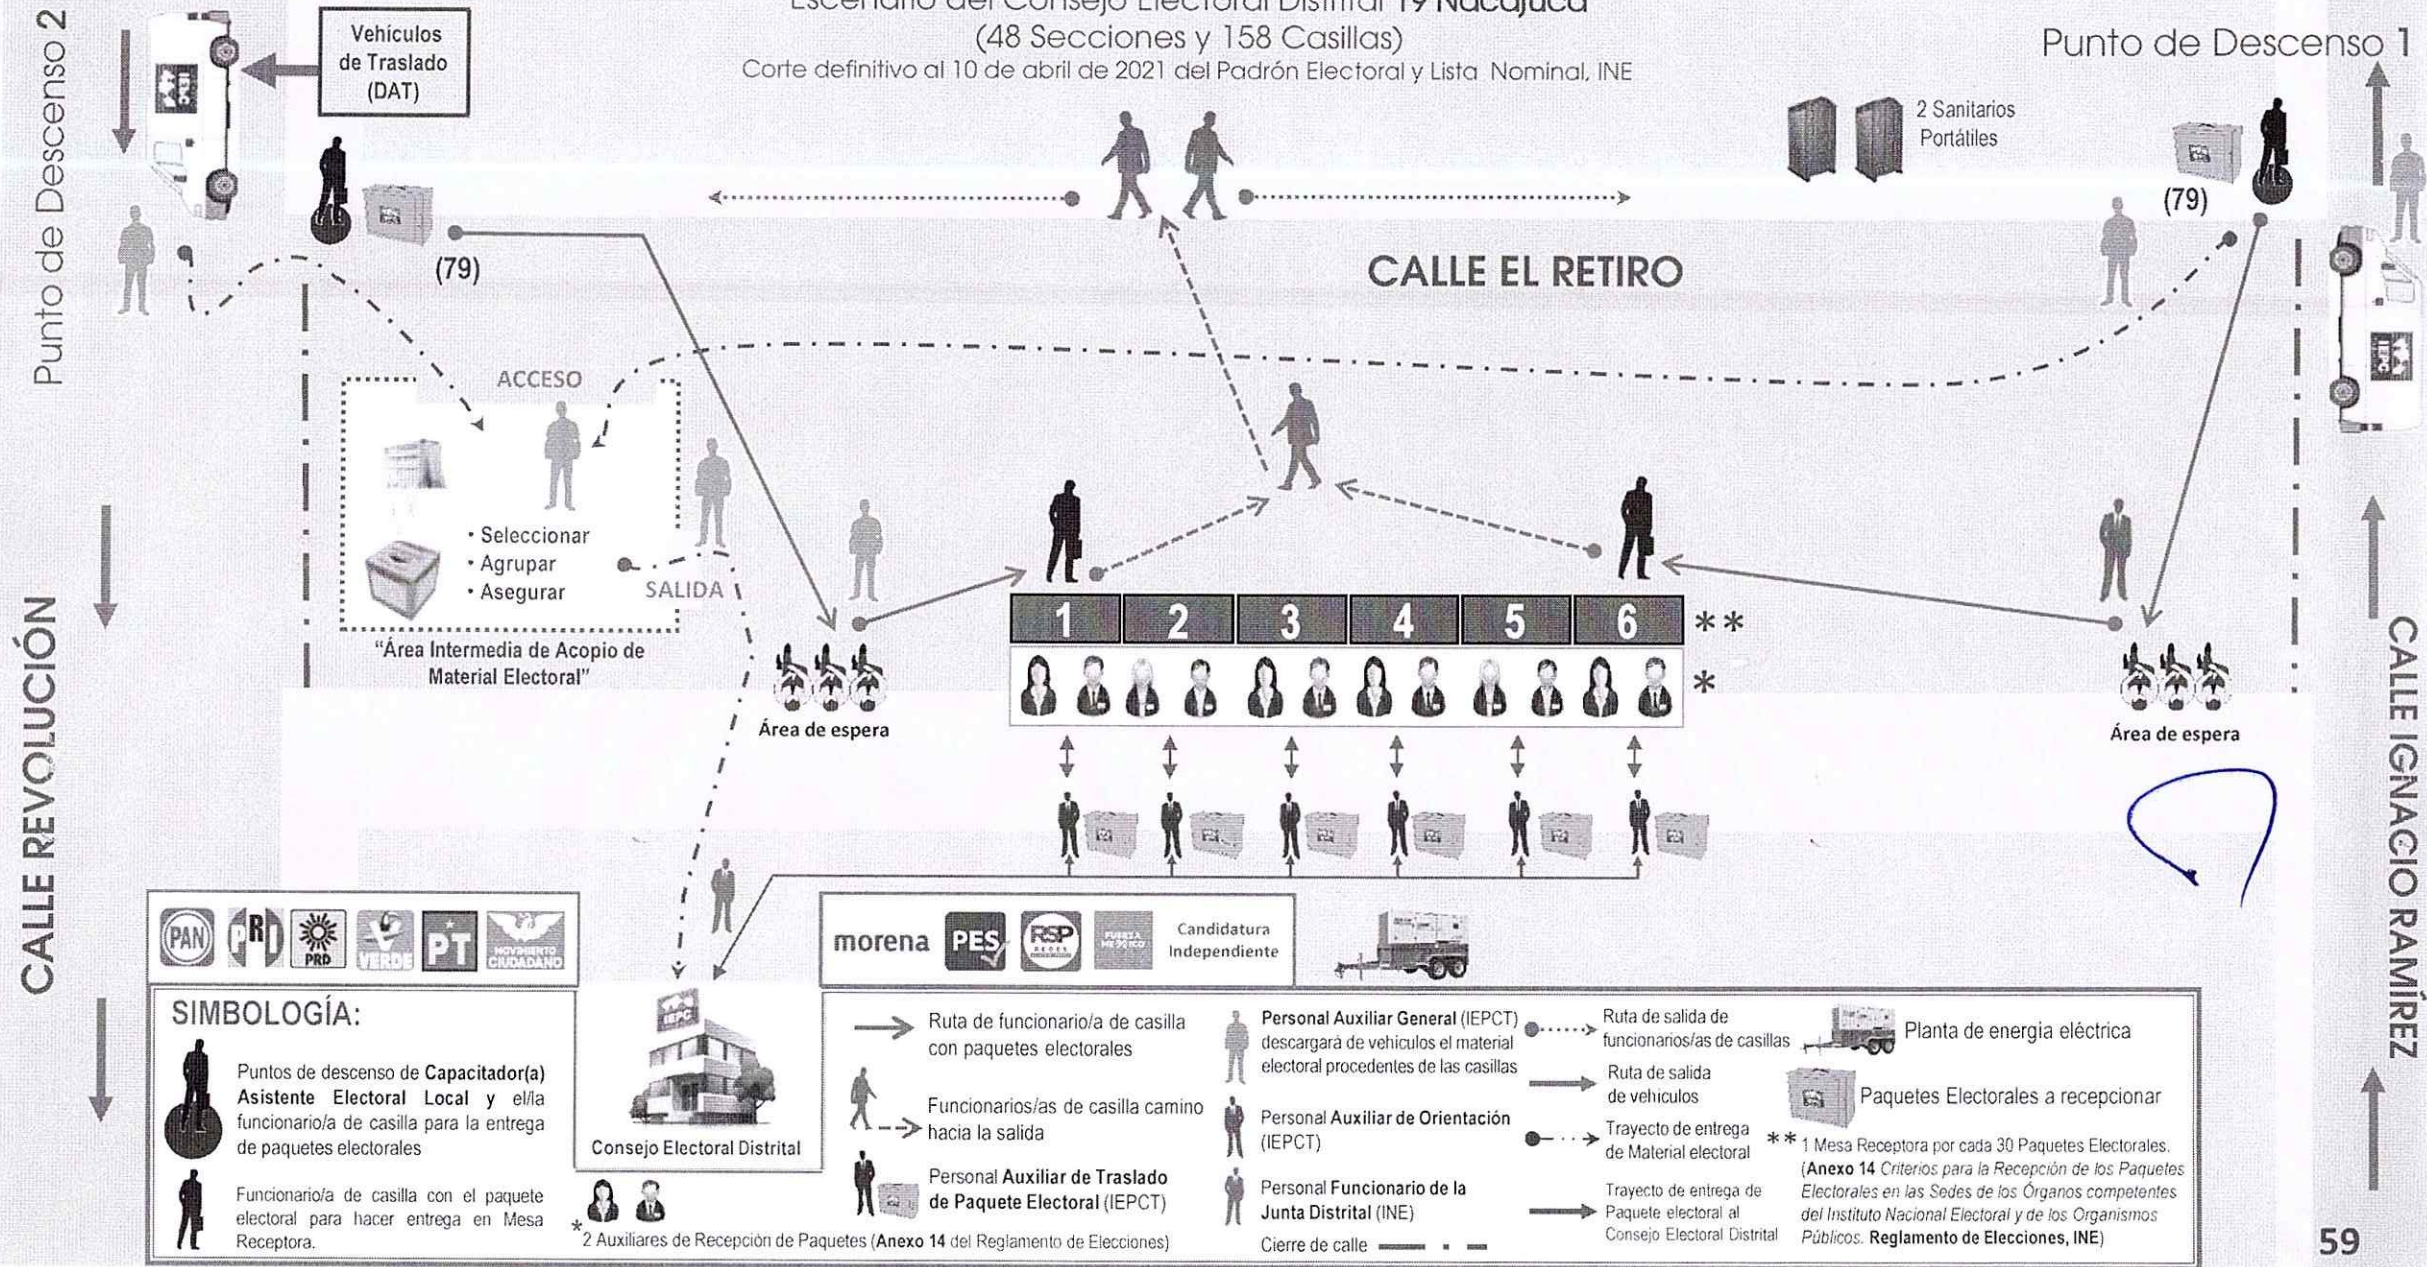 Escenario del Consejo Electoral Distrital 19 Nacajuca
(48 Secciones y 158 Casillas)
Corte definitivo al 10 de abril de 2021 del Padrón Electoral y Lista Nominal, INE
Punto de Descenso 2
Vehículos
de Traslado
(DAT)
Punto de Descenso 1
2 Sanitarios
Portátiles
(79)
(79)
CALLE EL RETIRO
ACCESO
• Seleccionar
• Agrupar
• Asegurar
SALIDA
"Área Intermedia de Acopio de
Material Electoral"
CALLE REVOLUCIÓN
CALLE IGNACIO RAMÍREZ
1 2 3 4 5 6 **
*
Área de espera
Área de espera
PAN
PRI
PRD
VERDE
PT
MOVIMIENTO
CIUDADANO
morena
PES
RSP
REDES
FUERZA
MÉXICO
Candidatura
Independiente
SIMBOLOGÍA:
Puntos de descenso de Capacitador(a)
Asistente Electoral Local y el/la
funcionario/a de casilla para la entrega
de paquetes electorales
Funcionario/a de casilla con el paquete
electoral para hacer entrega en Mesa
Receptora.
IEPC
Consejo Electoral Distrital
*
2 Auxiliares de Recepción de Paquetes (Anexo 14 del Reglamento de Elecciones)
Ruta de funcionario/a de casilla
con paquetes electorales
Funcionarios/as de casilla camino
hacia la salida
Personal Auxiliar de Traslado
de Paquete Electoral (IEPCT)
Personal Auxiliar General (IEPCT)
descargará de vehículos el material
electoral procedentes de las casillas
Personal Auxiliar de Orientación
(IEPCT)
Personal Funcionario de la
Junta Distrital (INE)
Cierre de calle
Ruta de salida de
funcionarios/as de casillas
Ruta de salida
de vehículos
Trayecto de entrega
de Material electoral
Trayecto de entrega de
Paquete electoral al
Consejo Electoral Distrital
Planta de energía eléctrica
Paquetes Electorales a recepcionar
** 1 Mesa Receptora por cada 30 Paquetes Electorales.
(Anexo 14 Criterios para la Recepción de los Paquetes
Electorales en las Sedes de los Órganos competentes
del Instituto Nacional Electoral y de los Organismos
Públicos. Reglamento de Elecciones, INE)
59